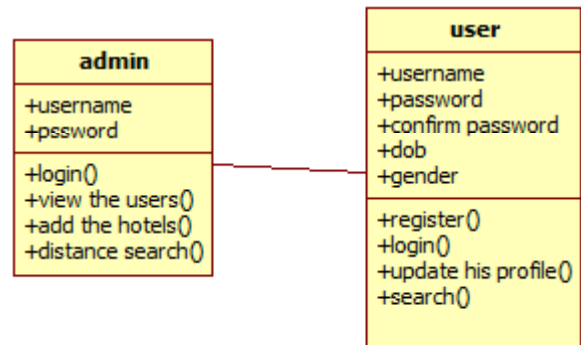 admin
+username
+pssword
+login()
+view the users()
+add the hotels()
+distance search()
user
+username
+password
+confirm password
+dob
+gender
+register()
+login()
+update his profile()
+search()